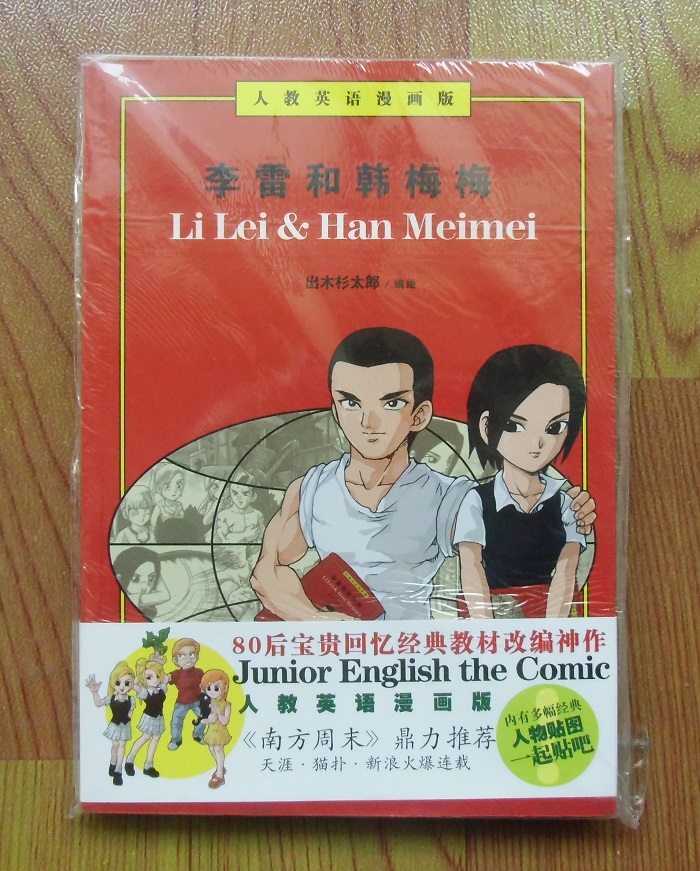 人教英语漫画版
李雷和韩梅梅
Li Lei & Han Meimei
出木杉太郎 / 编绘
80后宝贵回忆经典教材改编神作
Junior English the Comic
人教英语漫画版
《南方周末》鼎力推荐
天涯·猫扑·新浪火爆连载
内有多幅经典
人物贴图
一起贴吧